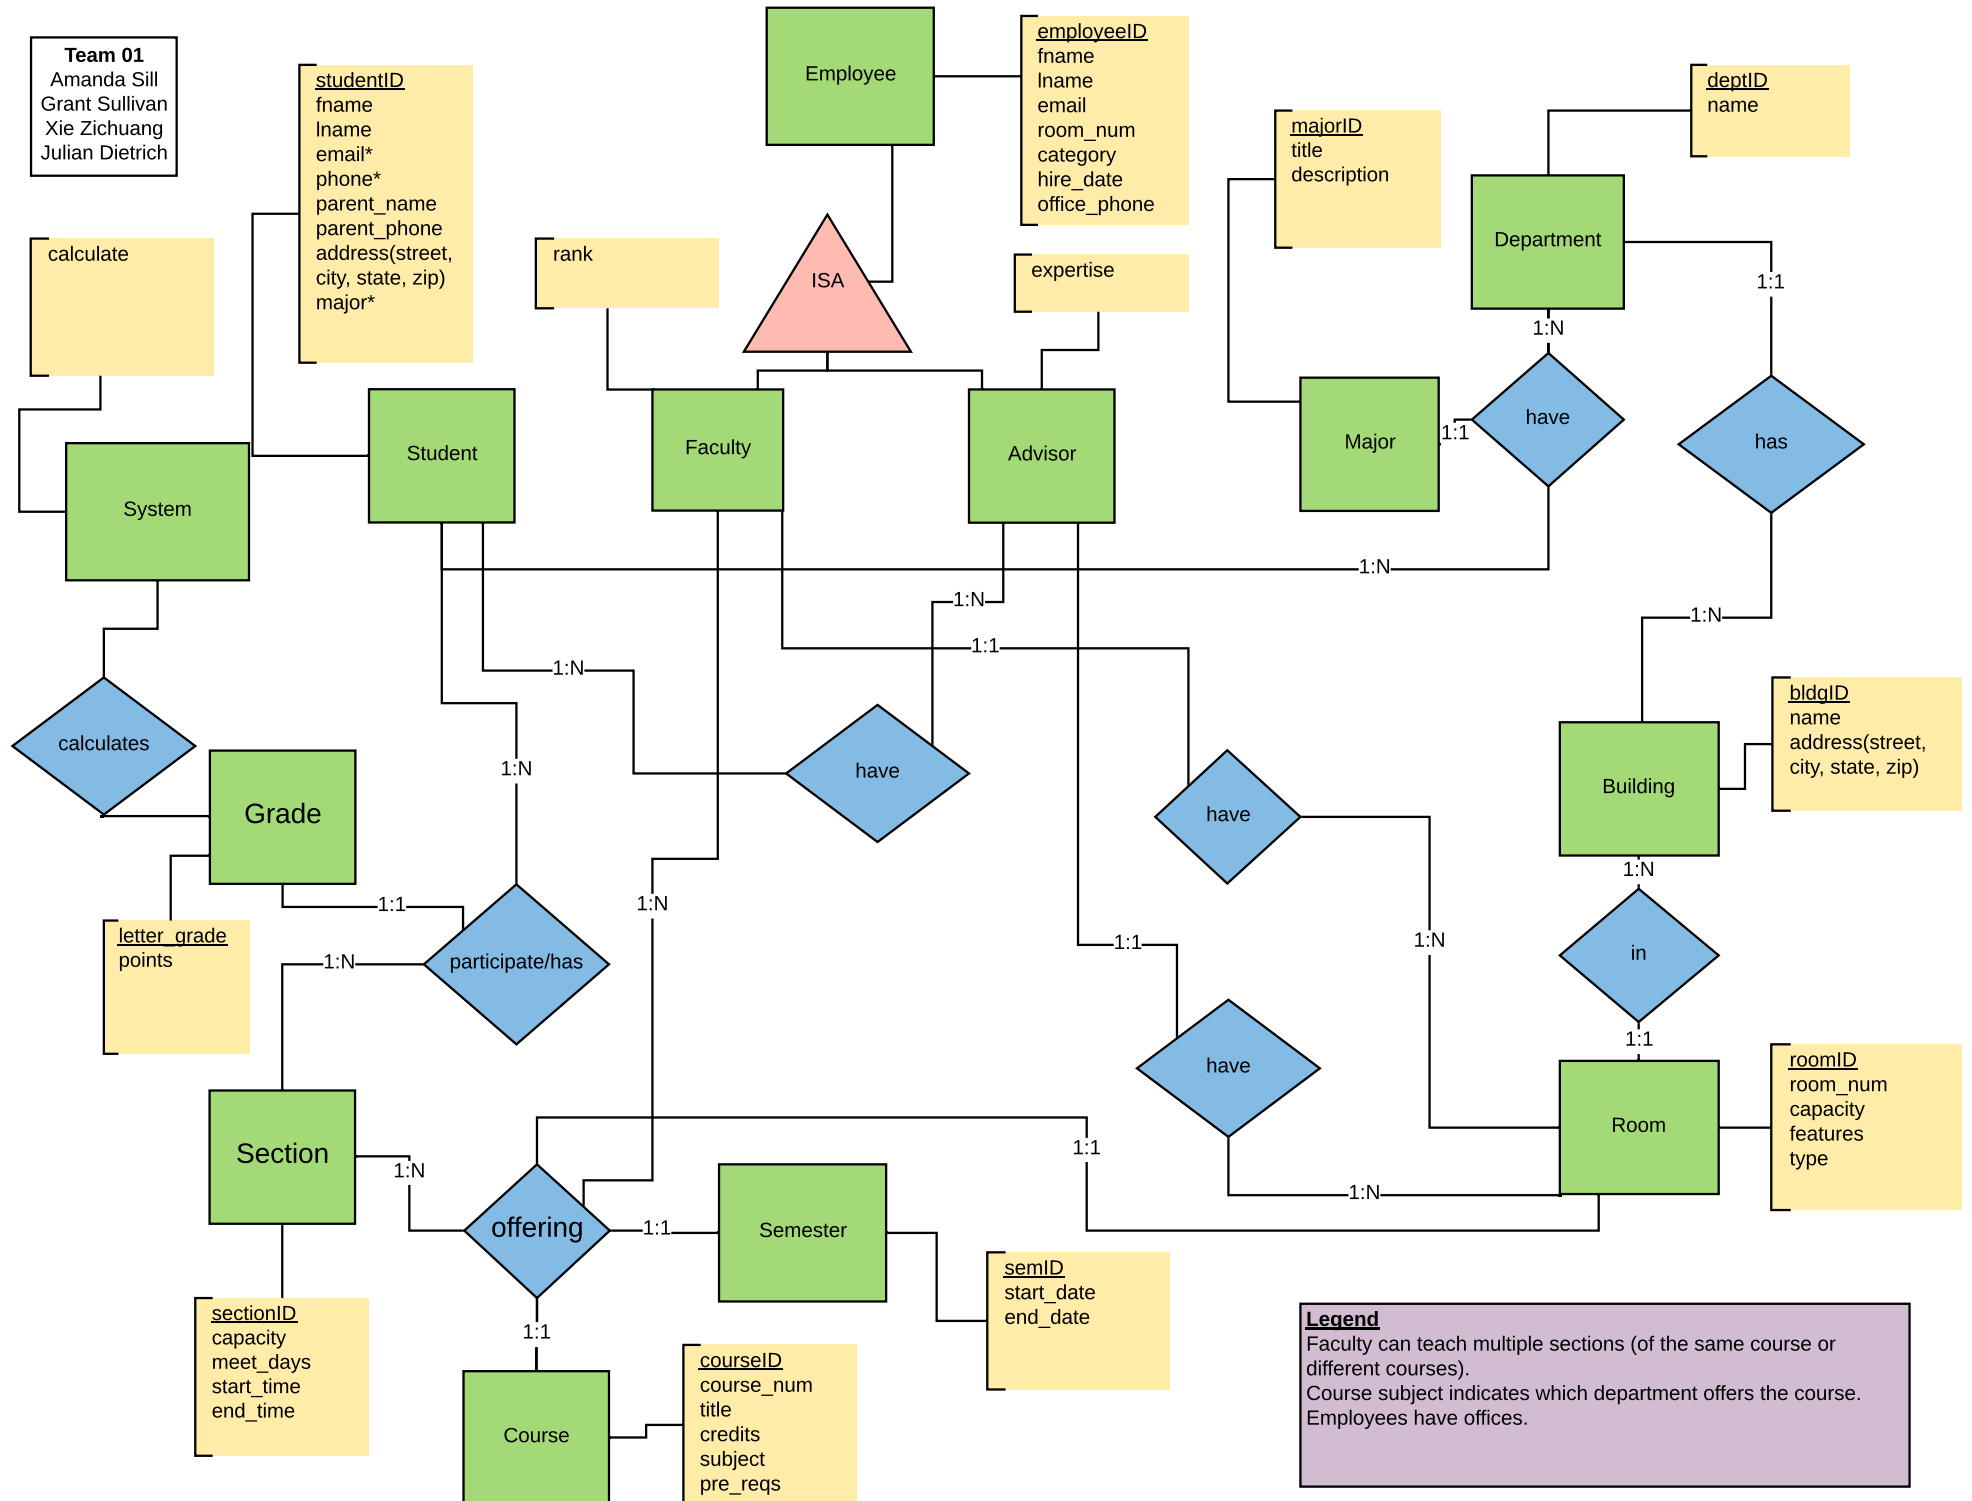 Team 01
Amanda Sill
Grant Sullivan
Xie Zichuang
Julian Dietrich
studentID
fname
lname
email*
phone*
parent_name
parent_phone
address(street,
city, state, zip)
major*
Employee
employeeID
fname
lname
email
room_num
category
hire_date
office_phone
majorID
title
description
deptID
name
Department
calculate
rank
ISA
expertise
1:1
1:N
have
has
Major
1:1
System
Student
Faculty
Advisor
1:N
1:N
1:N
1:1
1:N
calculates
1:N
have
have
bldgID
name
address(street,
city, state, zip)
Building
Grade
1:N
1:1
1:N
letter_grade
points
1:N
participate/has
1:1
1:N
in
1:1
have
roomID
room_num
capacity
features
type
Room
Section
1:N
1:1
1:N
offering
1:1
Semester
semID
start_date
end_date
sectionID
capacity
meet_days
start_time
end_time
1:1
Course
courseID
course_num
title
credits
subject
pre_reqs
Legend
Faculty can teach multiple sections (of the same course or
different courses).
Course subject indicates which department offers the course.
Employees have offices.